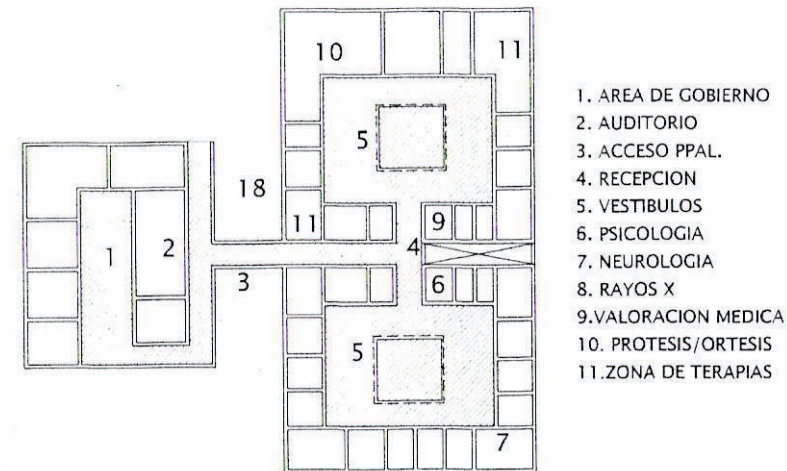 10
11
5
18
11
9
1
2
4
3
6
5
7
1. AREA DE GOBIERNO
2. AUDITORIO
3. ACCESO PPAL.
4. RECEPCION
5. VESTIBULOS
6. PSICOLOGIA
7. NEUROLOGIA
8. RAYOS X
9.VALORACION MEDICA
10. PROTESIS/ORTESIS
11.ZONA DE TERAPIAS